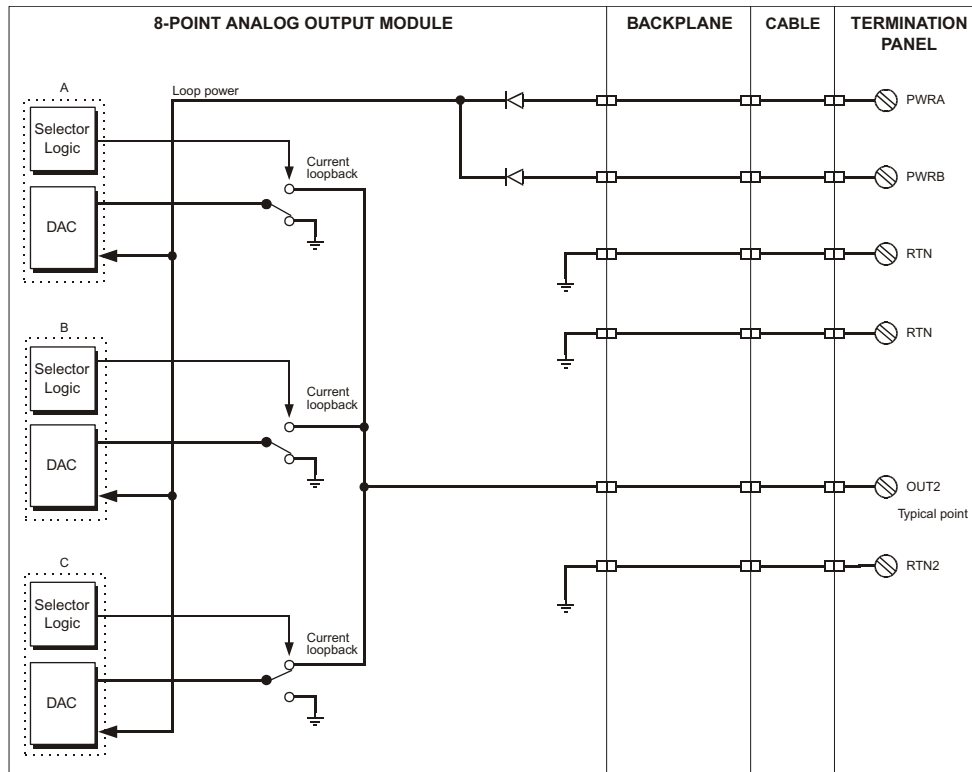 8-POINT ANALOG OUTPUT MODULE
BACKPLANE
CABLE
TERMINATION
PANEL
A
Loop power
PWRA
Selector
Logic
Current
loopback
PWRB
DAC
RTN
B
RTN
Selector
Logic
Current
loopback
DAC
OUT2
Typical point
C
RTN2
Selector
Logic
Current
loopback
DAC